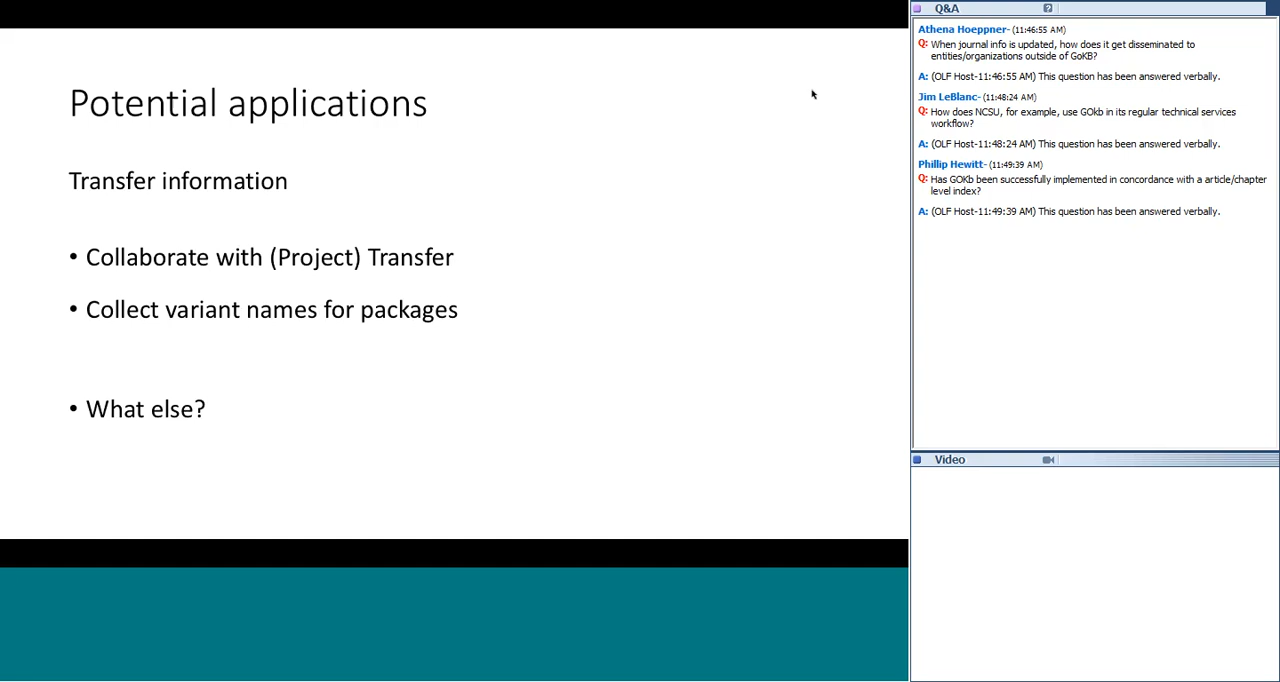 Potential applications
Transfer information
• Collaborate with (Project) Transfer
• Collect variant names for packages
• What else?
Q&A
Athena Hoeppner- (11:46:55 AM)
Q: When journal info is updated, how does it get disseminated to
entities/organizations outside of GoKB?
A: (OLF Host-11:46:55 AM) This question has been answered verbally.
Jim LeBlanc- (11:48:24 AM)
Q: How does NCSU, for example, use GOkb in its regular technical services
workflow?
A: (OLF Host-11:48:24 AM) This question has been answered verbally.
Phillip Hewitt- (11:49:39 AM)
Q: Has GOKb been successfully implemented in concordance with a article/chapter
level index?
A: (OLF Host-11:49:39 AM) This question has been answered verbally.
Video